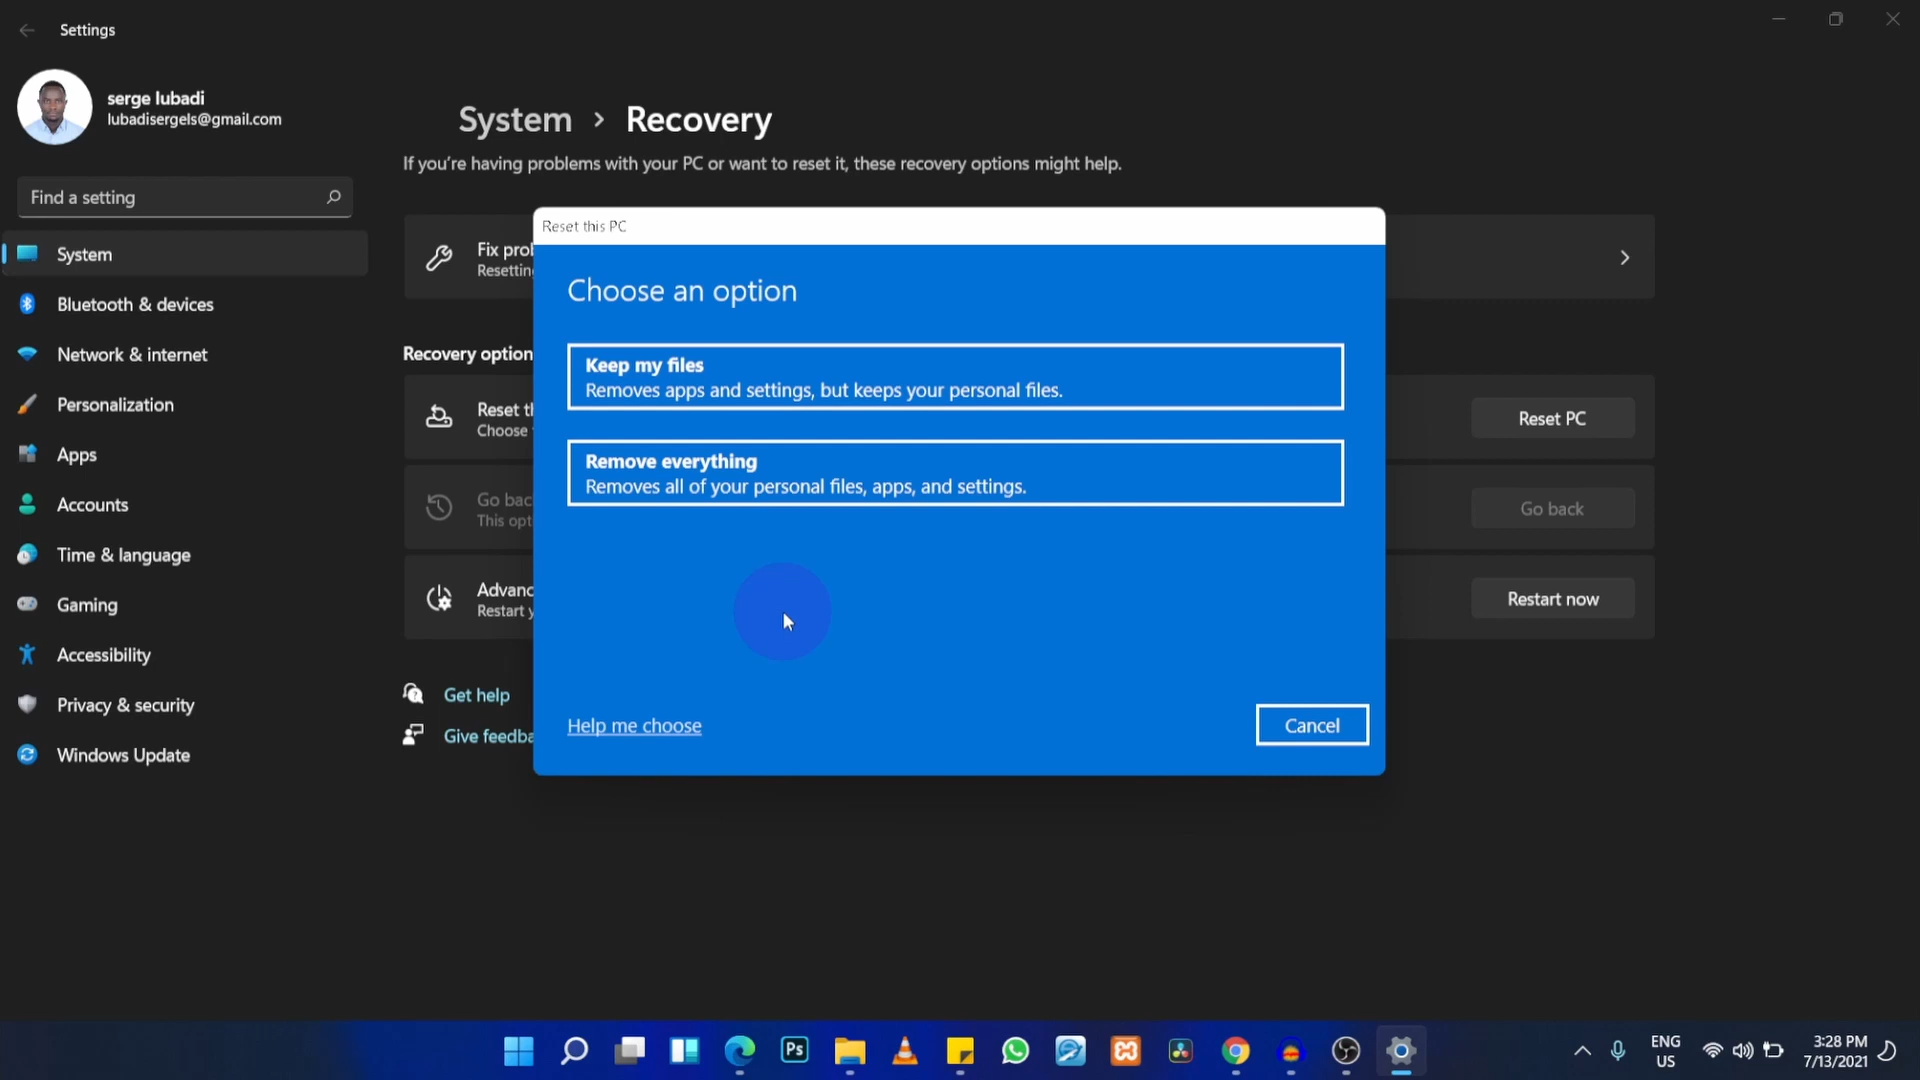 Settings
serge lubadi
lubadisergels@gmail.com
Find a setting
System
Bluetooth & devices
Network & internet
Personalization
Apps
Accounts
Time & language
Gaming
Accessibility
Privacy & security
Windows Update
System > Recovery
If you're having problems with your PC or want to reset it, these recovery options might help.
Fix prol
Resetting
Recovery option
Reset tl
Choose
Reset PC
Go bac
This opt
Go back
Advanc
Restart y
Restart now
Get help
Give feedba
Reset this PC
Choose an option
Keep my files
Removes apps and settings, but keeps your personal files.
Remove everything
Removes all of your personal files, apps, and settings.
Help me choose
Cancel
Ps
ENG
US
3:28 PM
7/13/2021